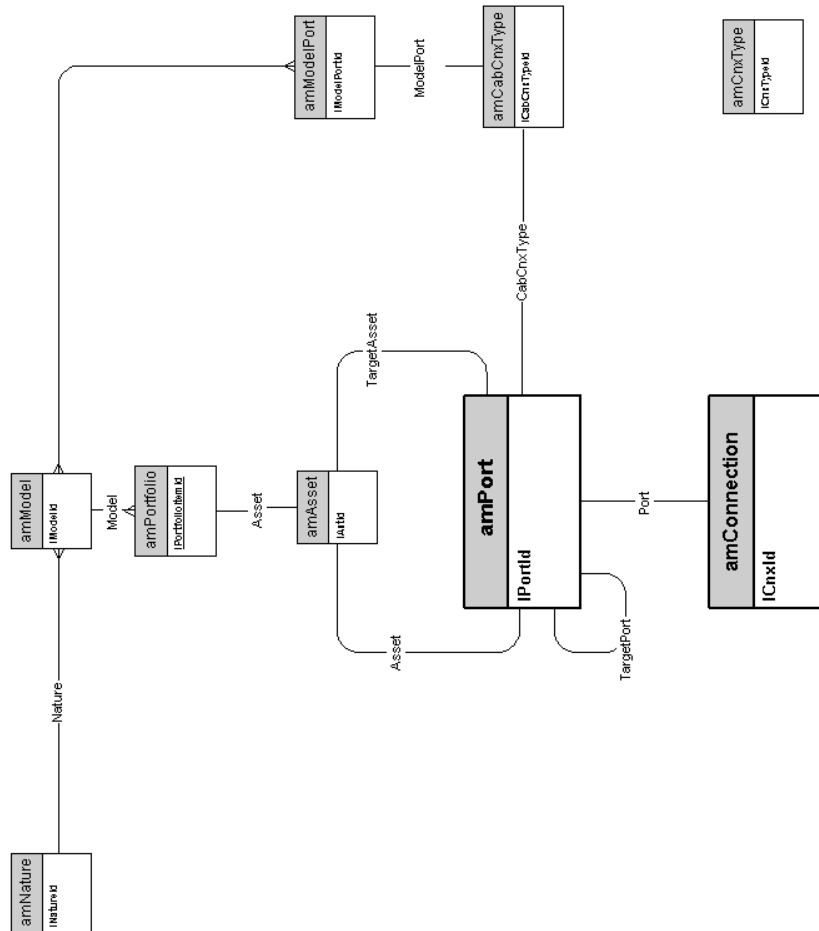 amNature
lNatureId
Nature
amModel
lModelId
Model
amPortfolio
lPortfolioItemId
Asset
amAsset
lAstId
Asset
TargetAsset
amModelPort
lModelPortId
ModelPort
amCabCnxType
lCabCnxTypeId
CabCnxType
amPort
lPortId
TargetPort
Port
amConnection
lCnxId
amCnxType
lCnxTypeId